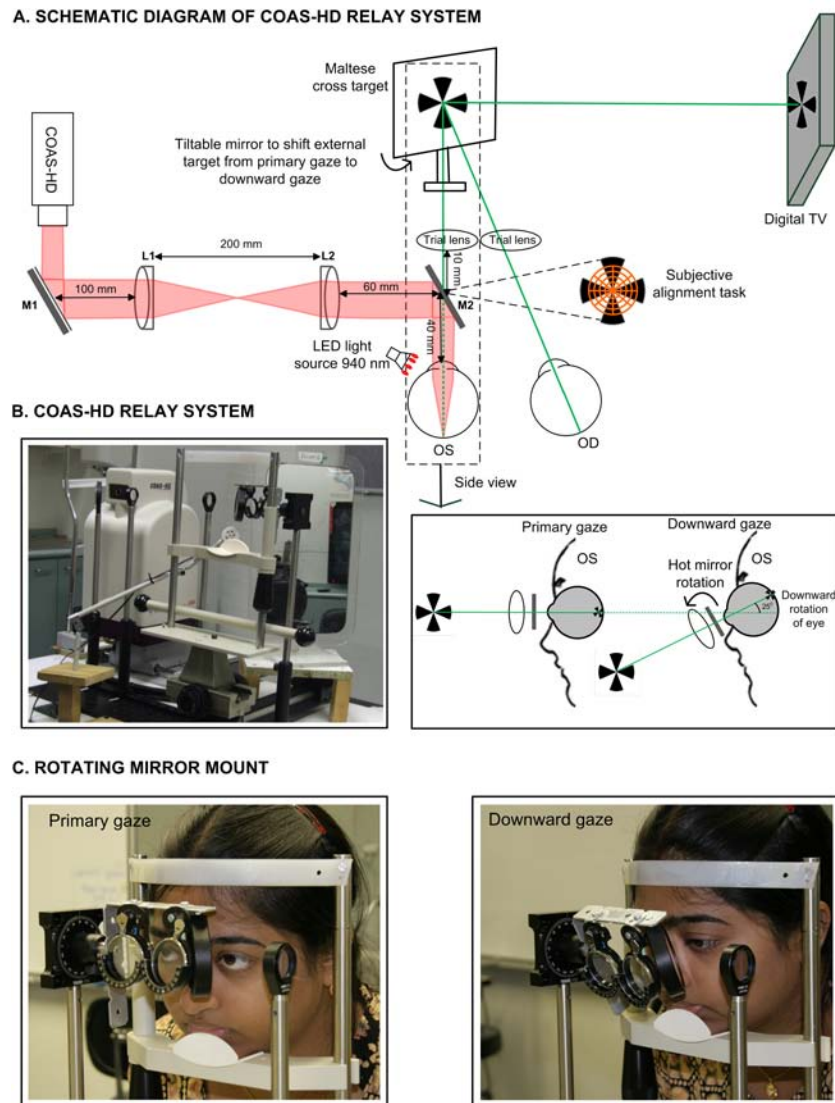 A. SCHEMATIC DIAGRAM OF COAS-HD RELAY SYSTEM
Maltese
cross target
COAS-HD
Tiltable mirror to shift external
target from primary gaze to
downward gaze
Digital TV
L1
200 mm
L2
Trial lens
Trial lens
10 mm
M1
100 mm
60 mm
M2
Subjective
alignment task
40 mm
LED light
source 940 nm
OS
OD
B. COAS-HD RELAY SYSTEM
Side view
Primary gaze
Downward gaze
OS
Hot mirror
rotation
Downward
rotation
of eye
25°
COAS-HD
C. ROTATING MIRROR MOUNT
Primary gaze
Downward gaze